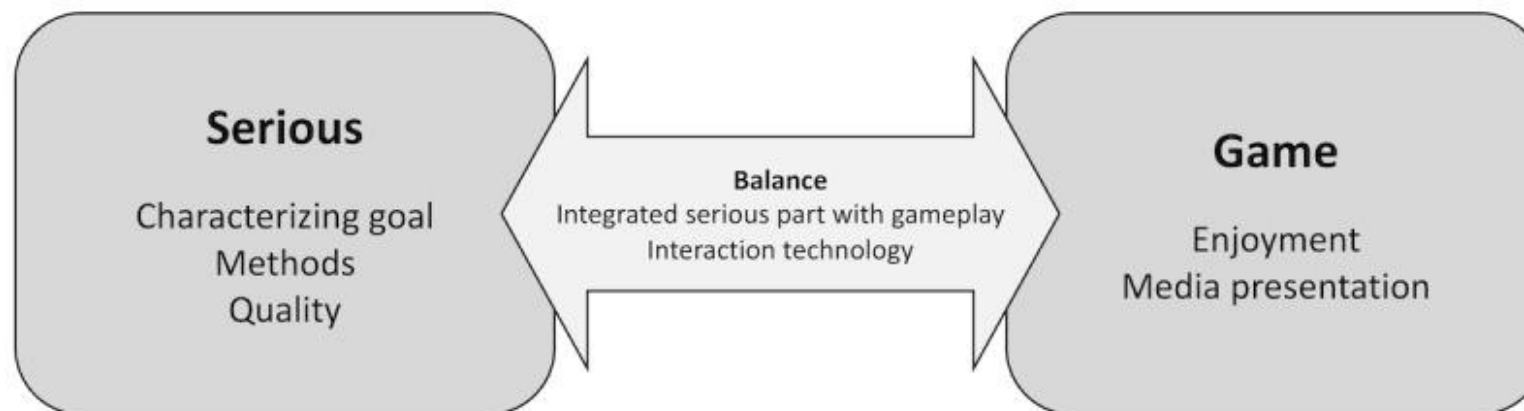 Serious
Characterizing goal
Methods
Quality
Balance
Integrated serious part with gameplay
Interaction technology
Game
Enjoyment
Media presentation